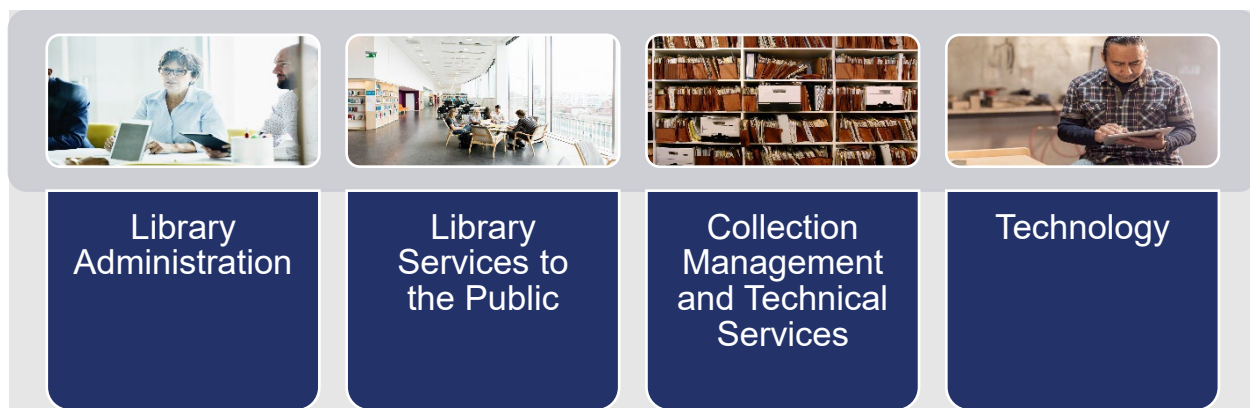 Library
Administration
Library
Services to
the Public
Collection
Management
and Technical
Services
Technology